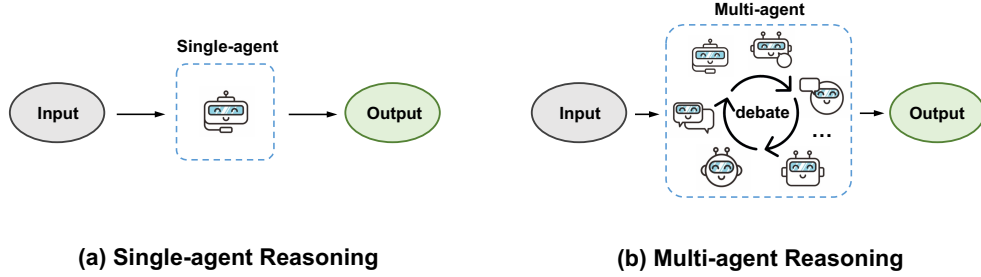 Single-agent
Input
Output
(a) Single-agent Reasoning
Multi-agent
Input
debate
...
Output
(b) Multi-agent Reasoning